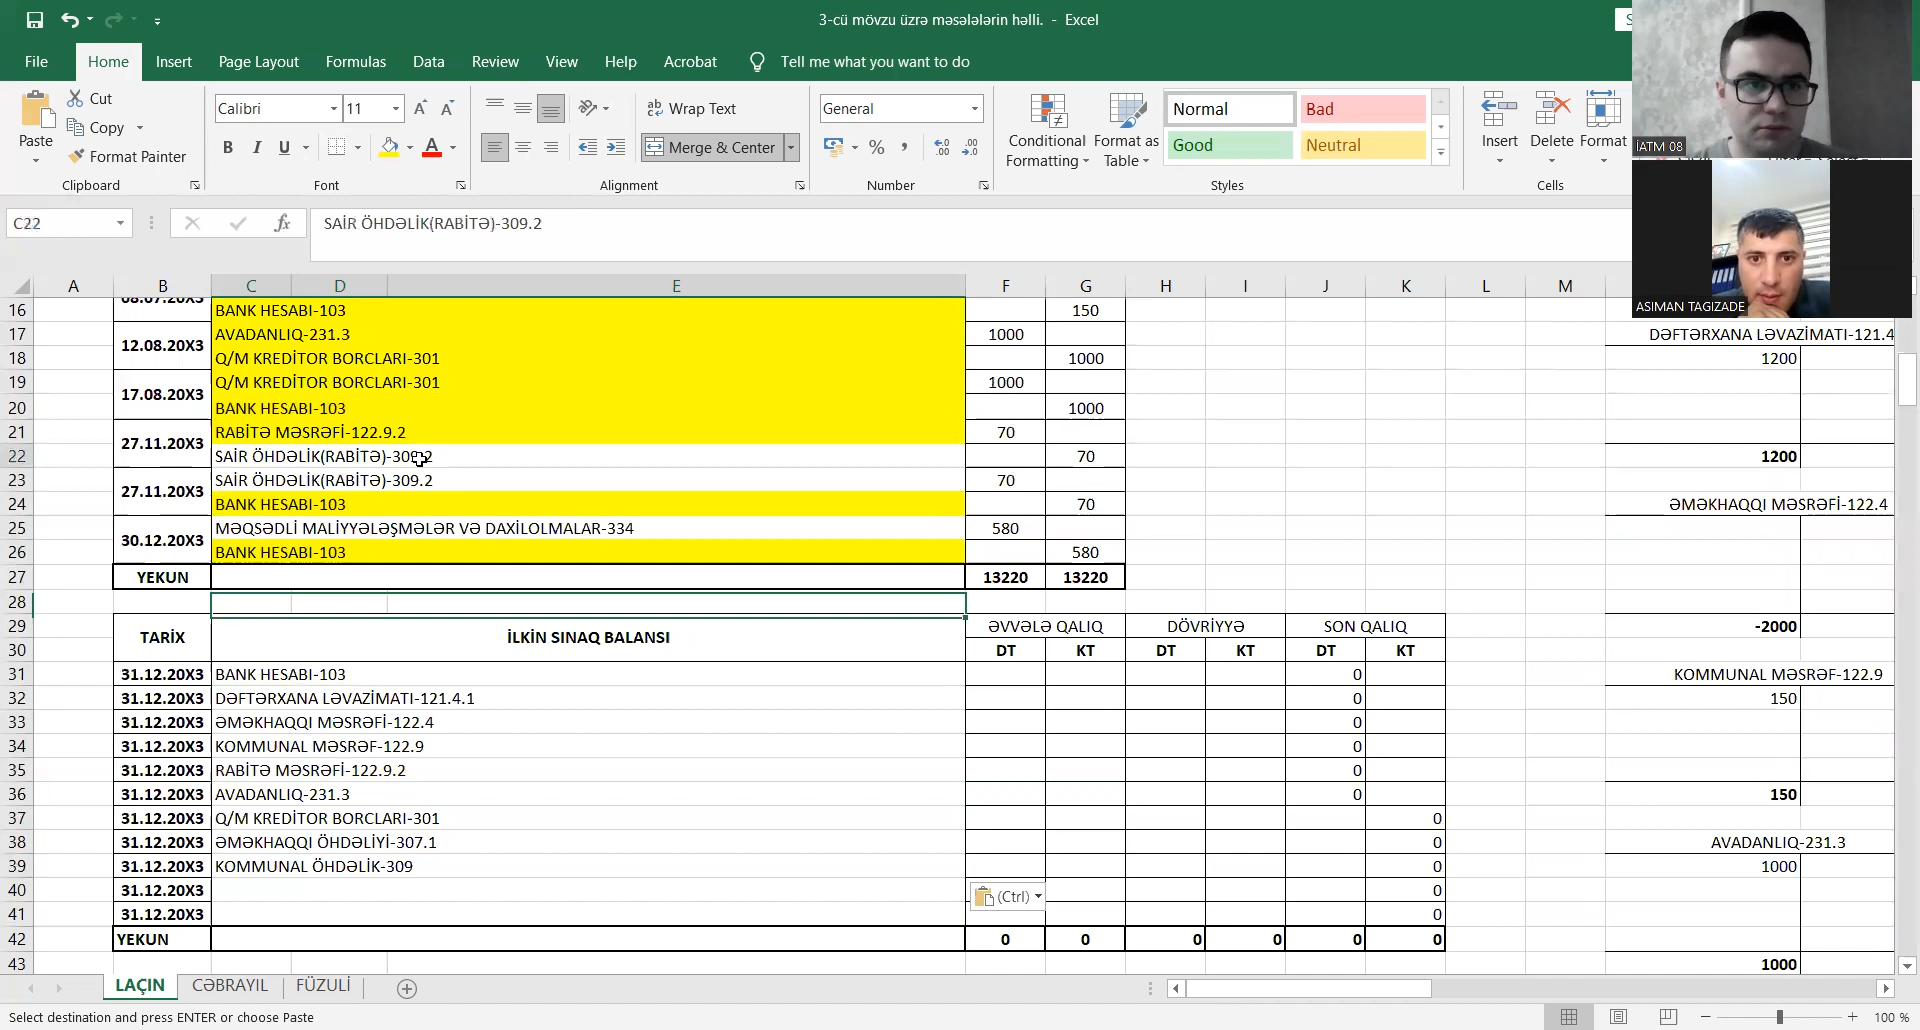 3-cü mövzu üzrə məsələlərin həlli. - Excel
File Home Insert Page Layout Formulas Data Review View Help Acrobat Tell me what you want to do
Paste
Cut
Copy
Format Painter
Clipboard
Calibri 11
B I U
Font
Wrap Text
Merge & Center
Alignment
General
Number
Conditional Formatting
Format as Table
Normal Bad
Good Neutral
Styles
Insert Delete Format
Cells
İATM 08
ASIMAN TAGIZADE
C22 fx SAİR ÖHDƏLİK(RABİTƏ)-309.2
A B C D E F G H I J K L M
16 08.07.20X3 BANK HESABI-103 150
17 12.08.20X3 AVADANLIQ-231.3 1000 DƏFTƏRXANA LƏVAZİMATI-121.4
18 Q/M KREDİTOR BORCLARI-301 1000 1200
19 17.08.20X3 Q/M KREDİTOR BORCLARI-301 1000
20 BANK HESABI-103 1000
21 27.11.20X3 RABİTƏ MƏSRƏFİ-122.9.2 70
22 SAİR ÖHDƏLİK(RABİTƏ)-309.2 70 1200
23 27.11.20X3 SAİR ÖHDƏLİK(RABİTƏ)-309.2 70
24 BANK HESABI-103 70 ƏMƏKHAQQI MƏSRƏFİ-122.4
25 30.12.20X3 MƏQSƏDLİ MALİYYƏLƏŞMƏLƏR VƏ DAXİLOLMALAR-334 580
26 BANK HESABI-103 580
27 YEKUN 13220 13220
28
29 TARİX İLKİN SINAQ BALANSI ƏVVƏLƏ QALIQ DÖVRİYYƏ SON QALIQ -2000
30 DT KT DT KT DT KT
31 31.12.20X3 BANK HESABI-103 0 KOMMUNAL MƏSRƏF-122.9
32 31.12.20X3 DƏFTƏRXANA LƏVAZİMATI-121.4.1 0 150
33 31.12.20X3 ƏMƏKHAQQI MƏSRƏFİ-122.4 0
34 31.12.20X3 KOMMUNAL MƏSRƏF-122.9 0
35 31.12.20X3 RABİTƏ MƏSRƏFİ-122.9.2 0
36 31.12.20X3 AVADANLIQ-231.3 0 150
37 31.12.20X3 Q/M KREDİTOR BORCLARI-301 0
38 31.12.20X3 ƏMƏKHAQQI ÖHDƏLİYİ-307.1 0 AVADANLIQ-231.3
39 31.12.20X3 KOMMUNAL ÖHDƏLİK-309 0 1000
40 31.12.20X3 0
(Ctrl)
41 31.12.20X3 0
42 YEKUN 0 0 0 0 0 0
43 1000
LAÇIN CƏBRAYIL FÜZULİ
Select destination and press ENTER or choose Paste 100 %